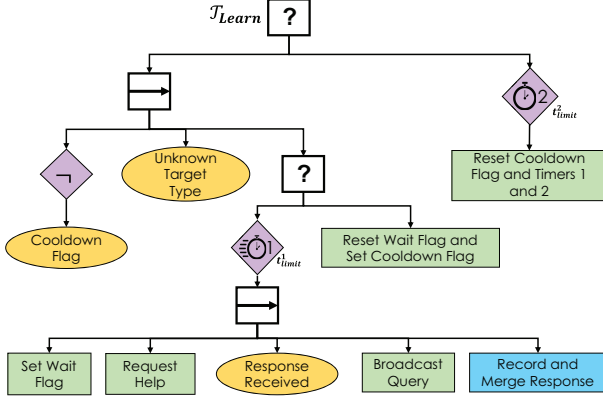 𝒯Learn
?
2
t²limit
¬
Unknown
Target
Type
?
Reset Cooldown
Flag and Timers 1
and 2
Cooldown
Flag
1
t¹limit
Reset Wait Flag and
Set Cooldown Flag
Set Wait
Flag
Request
Help
Response
Received
Broadcast
Query
Record and
Merge Response